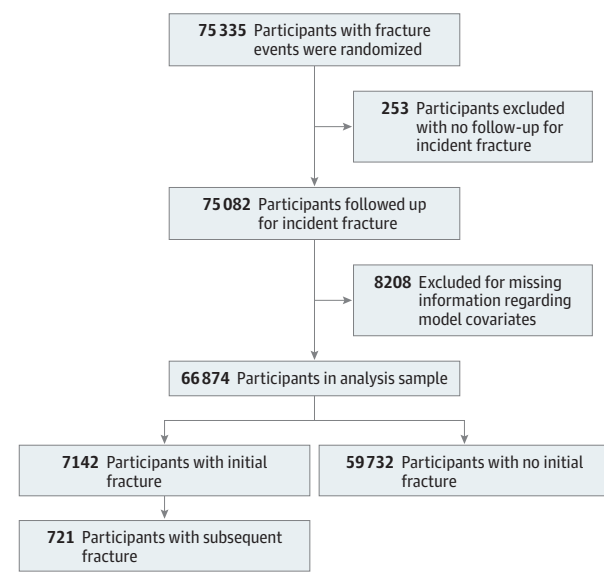 75 335 Participants with fracture
events were randomized
253 Participants excluded
with no follow-up for
incident fracture
75 082 Participants followed up
for incident fracture
8208 Excluded for missing
information regarding
model covariates
66 874 Participants in analysis sample
7142 Participants with initial
fracture
59 732 Participants with no initial
fracture
721 Participants with subsequent
fracture